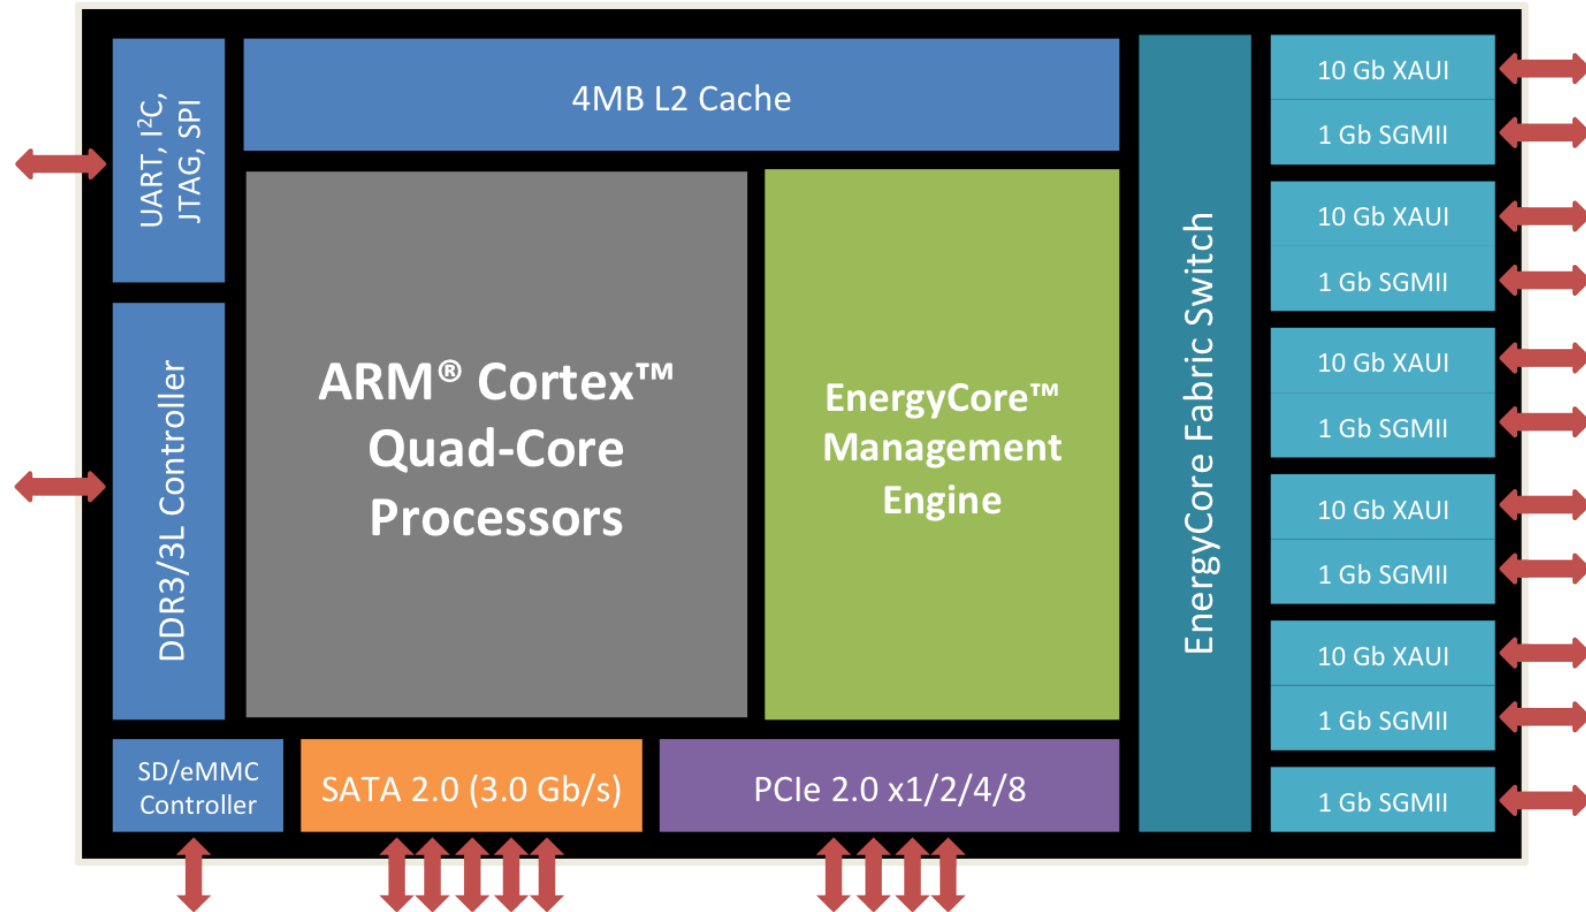 UART, I²C,
JTAG, SPI
4MB L2 Cache
DDR3/3L Controller
ARM® Cortex™
Quad-Core
Processors
EnergyCore™
Management
Engine
SD/eMMC
Controller
SATA 2.0 (3.0 Gb/s)
PCIe 2.0 x1/2/4/8
EnergyCore Fabric Switch
10 Gb XAUI
1 Gb SGMII
10 Gb XAUI
1 Gb SGMII
10 Gb XAUI
1 Gb SGMII
10 Gb XAUI
1 Gb SGMII
10 Gb XAUI
1 Gb SGMII
1 Gb SGMII